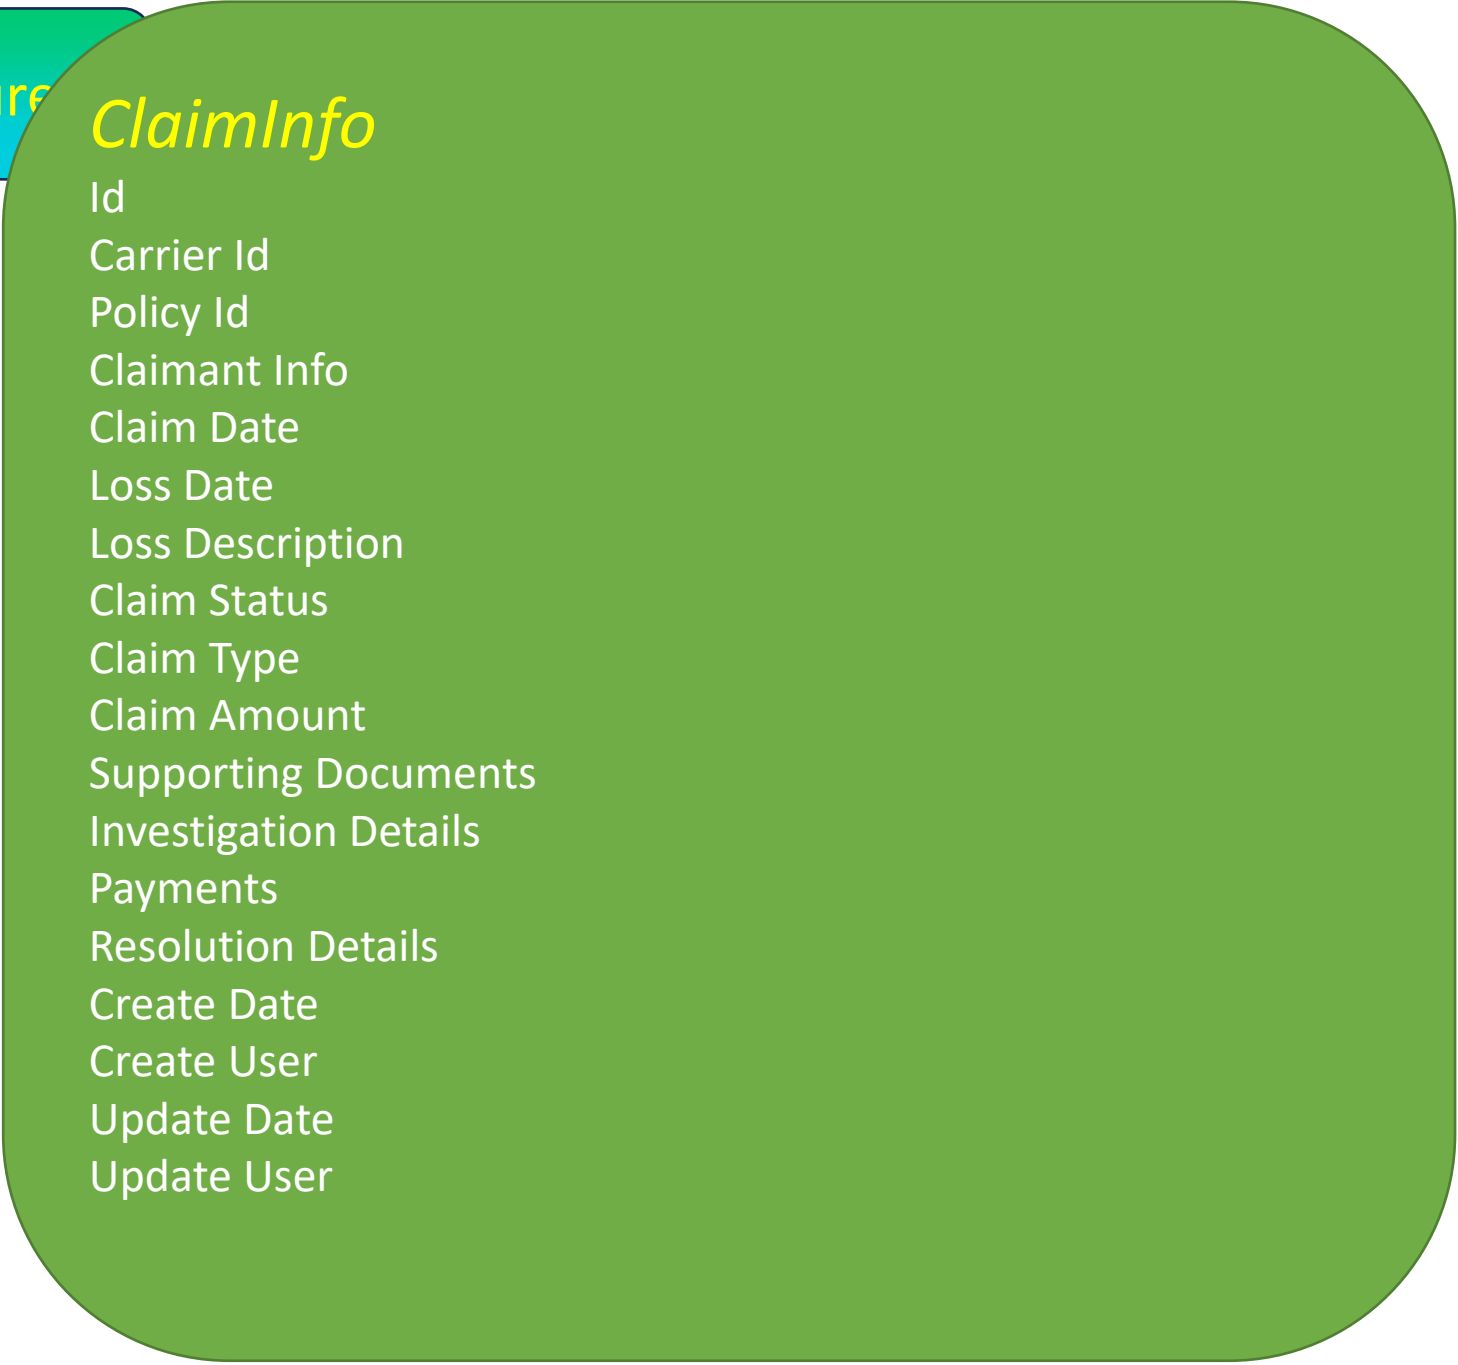 ClaimInfo
Id
Carrier Id
Policy Id
Claimant Info
Claim Date
Loss Date
Loss Description
Claim Status
Claim Type
Claim Amount
Supporting Documents
Investigation Details
Payments
Resolution Details
Create Date
Create User
Update Date
Update User